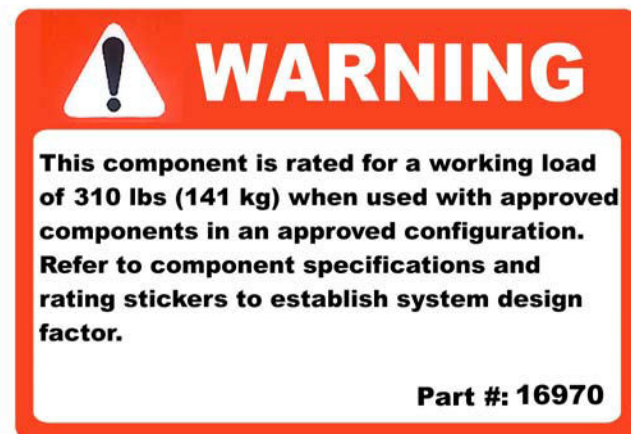 WARNING
This component is rated for a working load
of 310 lbs (141 kg) when used with approved
components in an approved configuration.
Refer to component specifications and
rating stickers to establish system design
factor.
Part #: 16970